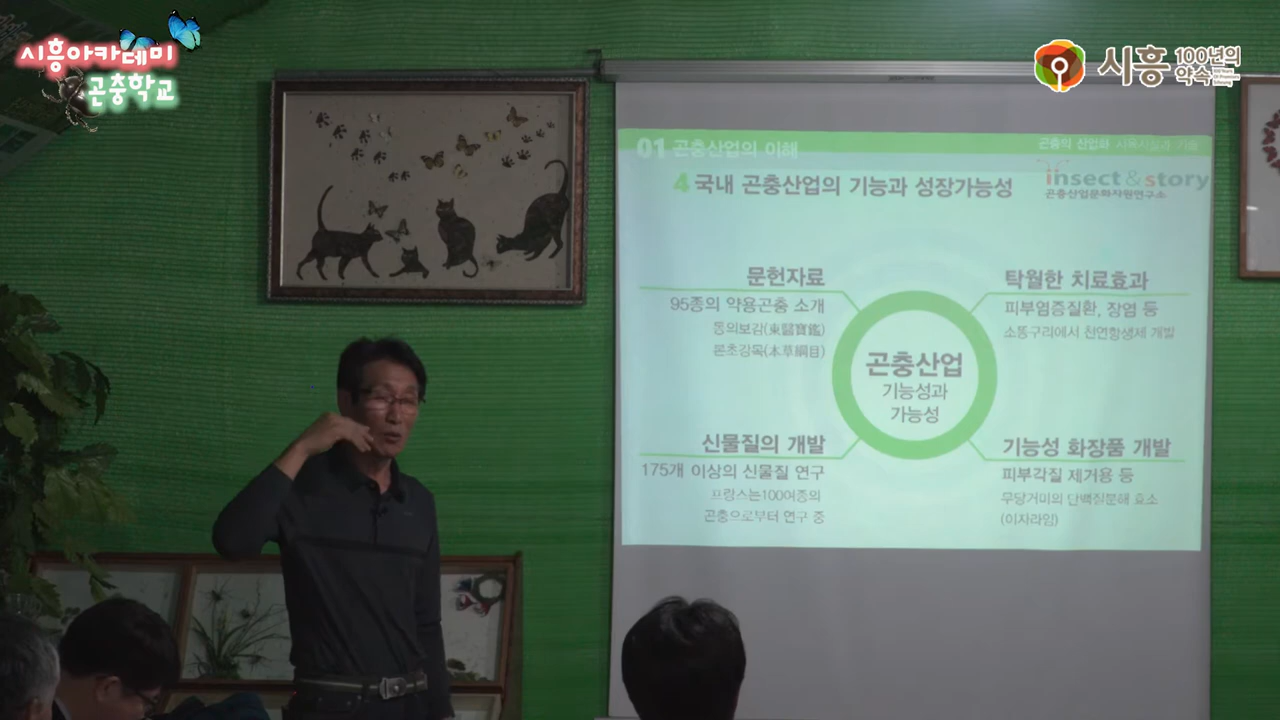 시흥아카데미
곤충학교
시흥 100년의
약속
01 곤충산업의 이해
곤충의 산업화
insect & story
곤충산업문화자원연구소
4 국내 곤충산업의 기능과 성장가능성
문헌자료
95종의 약용곤충 소개
동의보감(東醫寶鑑)
본초강목(本草綱目)
탁월한 치료효과
피부염증질환, 장염 등
소똥구리에서 천연항생제 개발
곤충산업
기능성과
가능성
신물질의 개발
175개 이상의 신물질 연구
프랑스는100여종의
곤충으로부터 연구 중
기능성 화장품 개발
피부각질 제거용 등
무당거미의 단백질분해 효소
(아라자임)